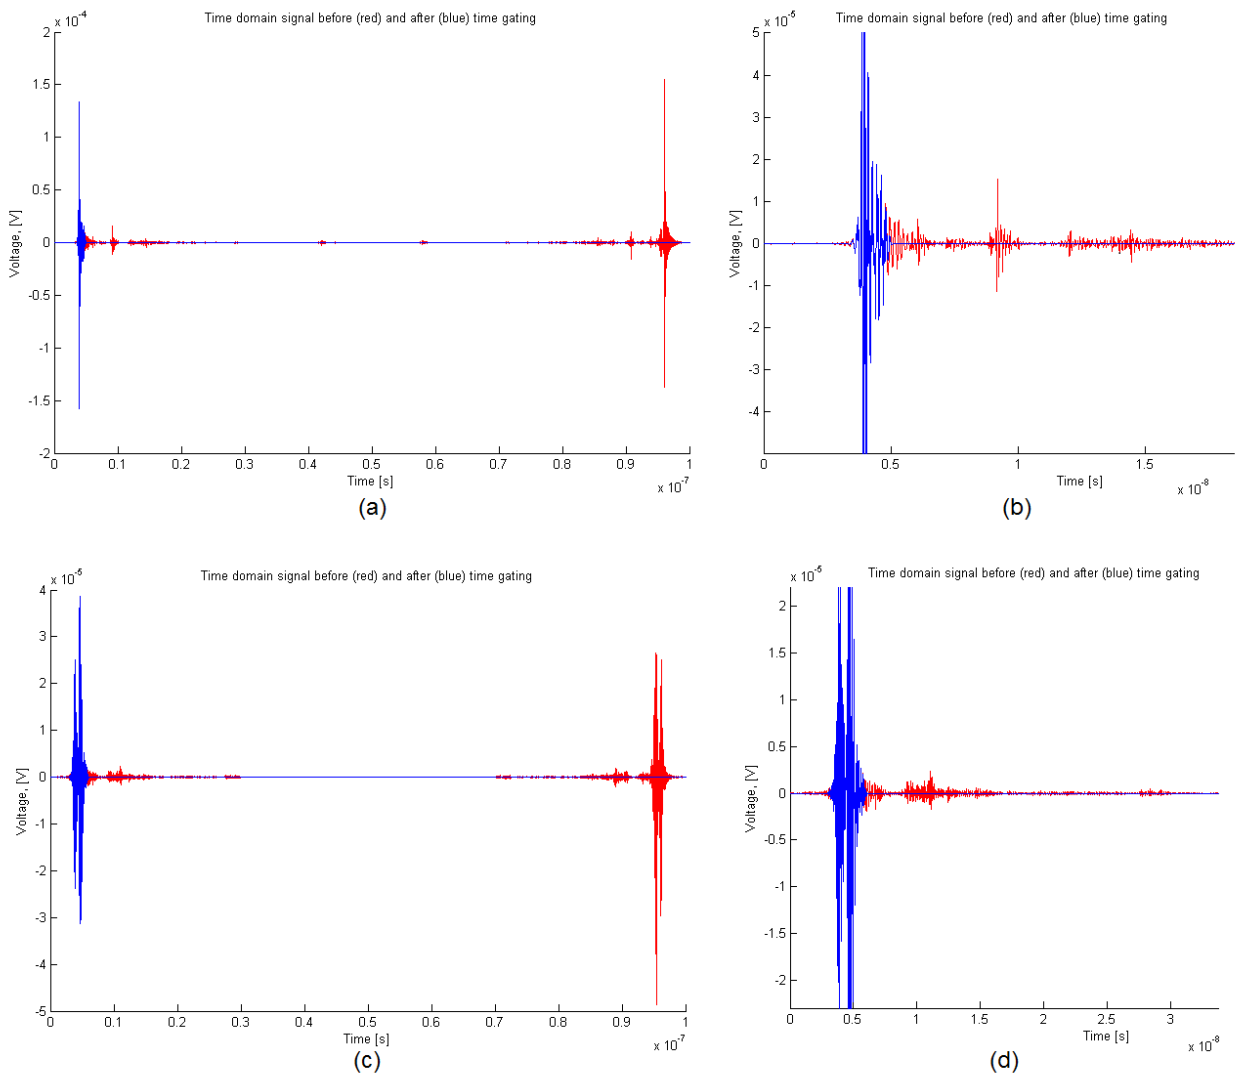 Time domain signal before (red) and after (blue) time gating
x 10-4
2
1.5
1
0.5
0
-0.5
-1
-1.5
-2
Voltage, [V]
0 0.1 0.2 0.3 0.4 0.5 0.6 0.7 0.8 0.9 1
Time [s]
x 10-7
(a)
Time domain signal before (red) and after (blue) time gating
x 10-5
5
4
3
2
1
0
-1
-2
-3
-4
Voltage, [V]
0 0.5 1 1.5
Time [s]
x 10-8
(b)
Time domain signal before (red) and after (blue) time gating
x 10-5
4
3
2
1
0
-1
-2
-3
-4
-5
Voltage, [V]
0 0.1 0.2 0.3 0.4 0.5 0.6 0.7 0.8 0.9 1
Time [s]
x 10-7
(c)
Time domain signal before (red) and after (blue) time gating
x 10-5
2
1.5
1
0.5
0
-0.5
-1
-1.5
-2
Voltage, [V]
0 0.5 1 1.5 2 2.5 3
Time [s]
x 10-8
(d)